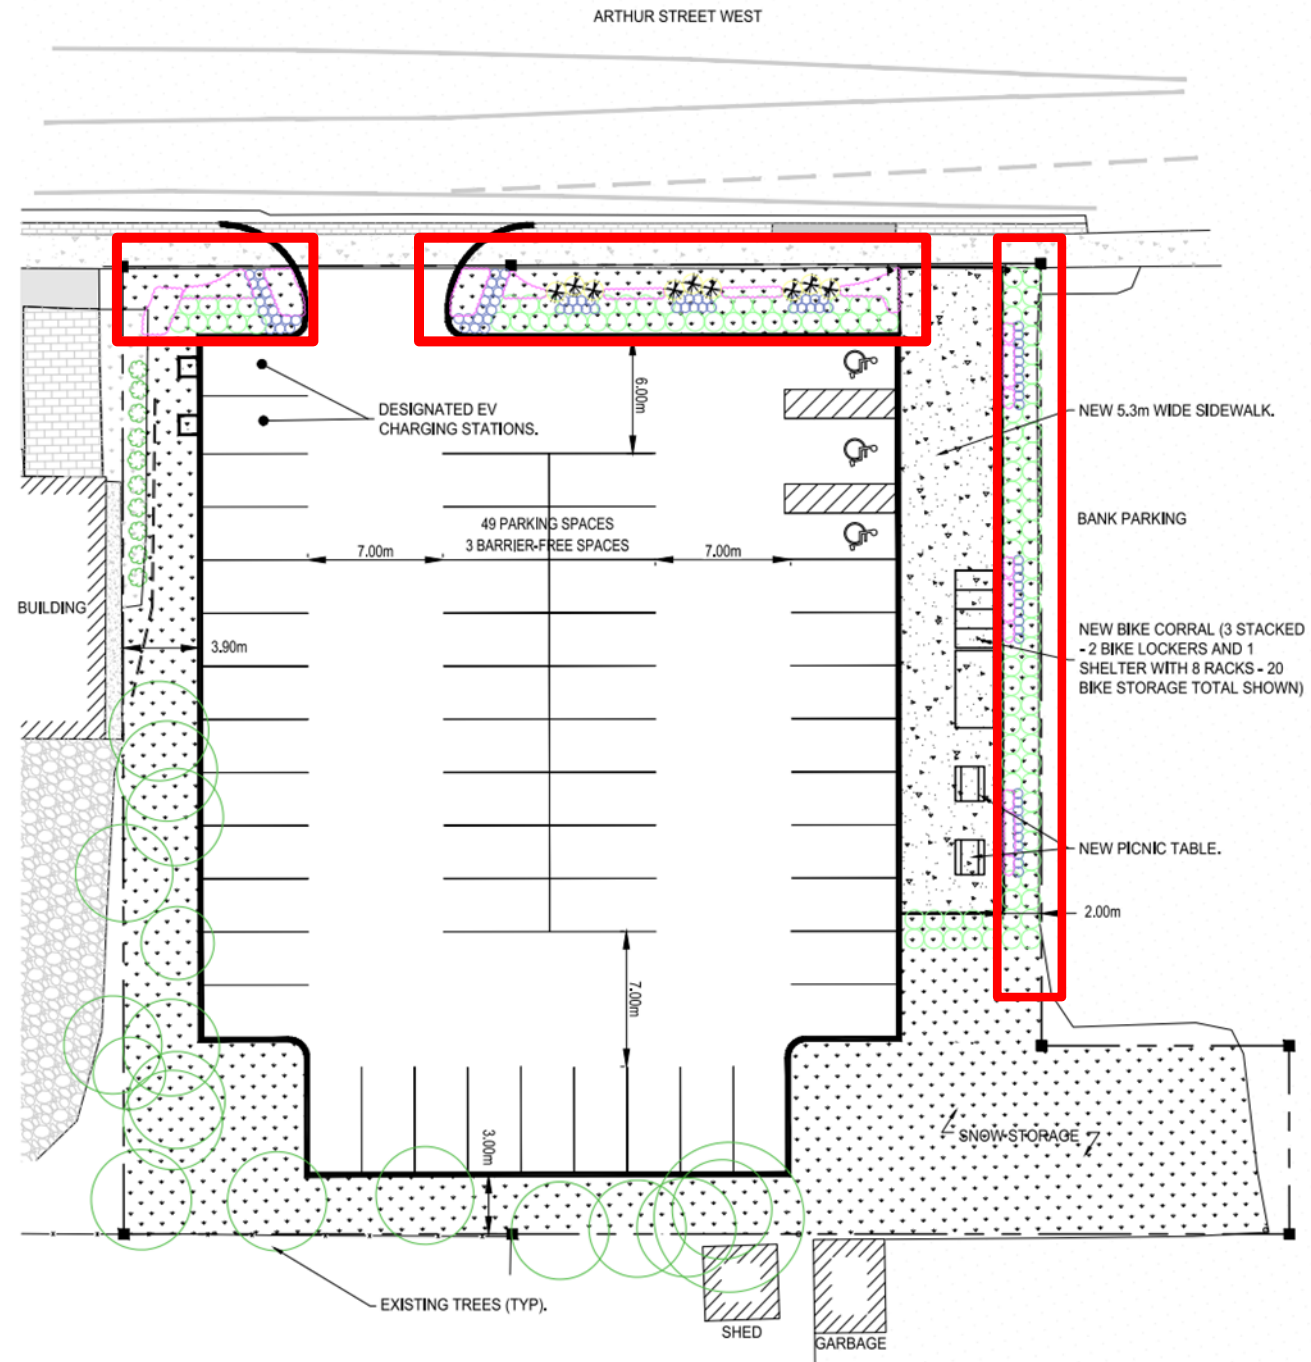 ARTHUR STREET WEST
DESIGNATED EV
CHARGING STATIONS.
6.00m
NEW 5.3m WIDE SIDEWALK.
49 PARKING SPACES
3 BARRIER-FREE SPACES
7.00m
7.00m
BANK PARKING
BUILDING
3.90m
NEW BIKE CORRAL (3 STACKED
- 2 BIKE LOCKERS AND 1
SHELTER WITH 8 RACKS - 20
BIKE STORAGE TOTAL SHOWN)
NEW PICNIC TABLE.
2.00m
7.00m
3.00m
SNOW STORAGE
EXISTING TREES (TYP).
SHED
GARBAGE